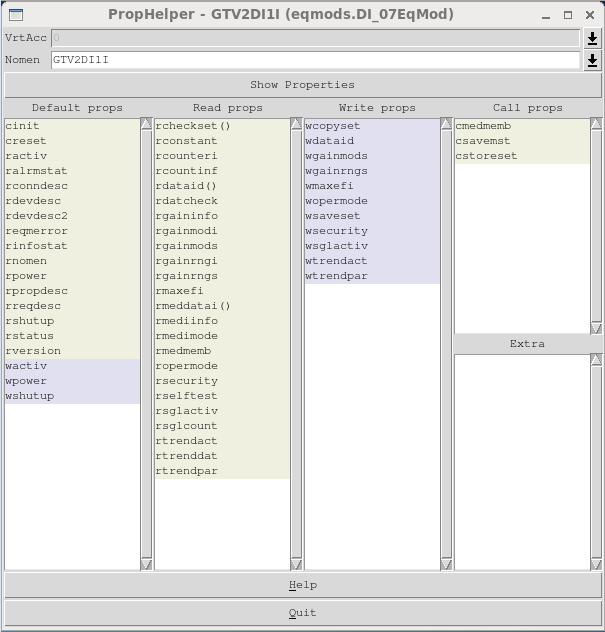 PropHelper - GTV2DI1I (eqmods.DI_07EqMod)
VrtAcc 0
Nomen GTV2DI1I
Show Properties
Default props
cinit
creset
ractiv
ralrmstat
rconndesc
rdevdesc
rdevdesc2
reqmerror
rinfostat
rnomen
rpower
rpropdesc
rreqdesc
rshutup
rstatus
rversion
wactiv
wpower
wshutup
Read props
rcheckset()
rconstant
rcounteri
rcountinf
rdataid()
rdatcheck
rgaininfo
rgainmodi
rgainmods
rgainrngi
rgainrngs
rmaxefi
rmeddatai()
rmediinfo
rmedimode
rmedmemb
ropermode
rsecurity
rselftest
rsglactiv
rsglcount
rtrendact
rtrenddat
rtrendpar
Write props
wcopyset
wdataid
wgainmods
wgainrngs
wmaxefi
wopermode
wsaveset
wsecurity
wsglactiv
wtrendact
wtrendpar
Call props
cmedmemb
csavemst
cstoreset
Extra
Help
Quit